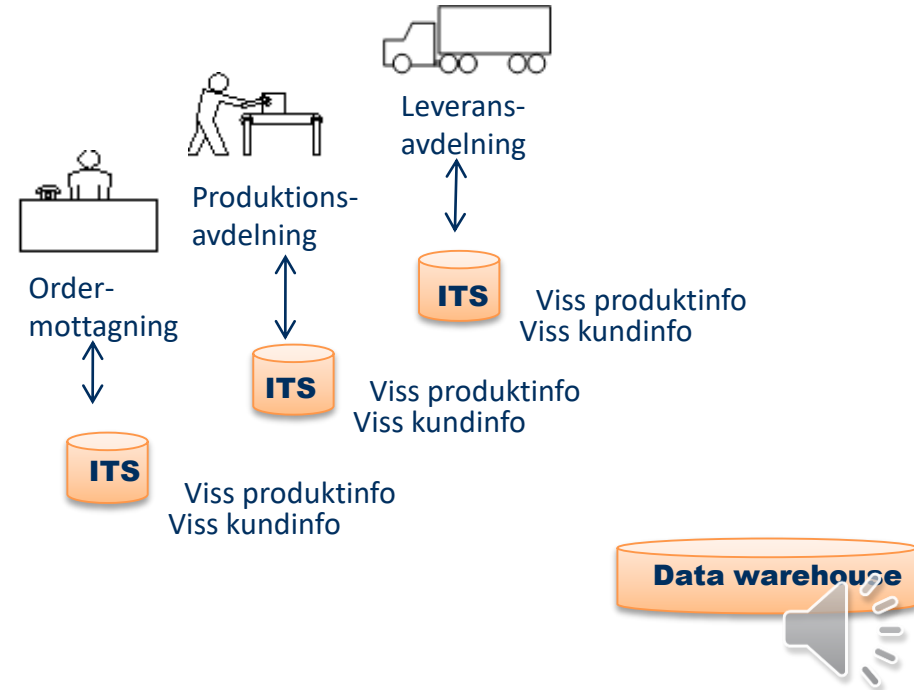 Leverans-
avdelning
Produktions-
avdelning
Order-
mottagning
ITS
Viss produktinfo
Viss kundinfo
ITS
Viss produktinfo
Viss kundinfo
ITS
Viss produktinfo
Viss kundinfo
Data warehouse